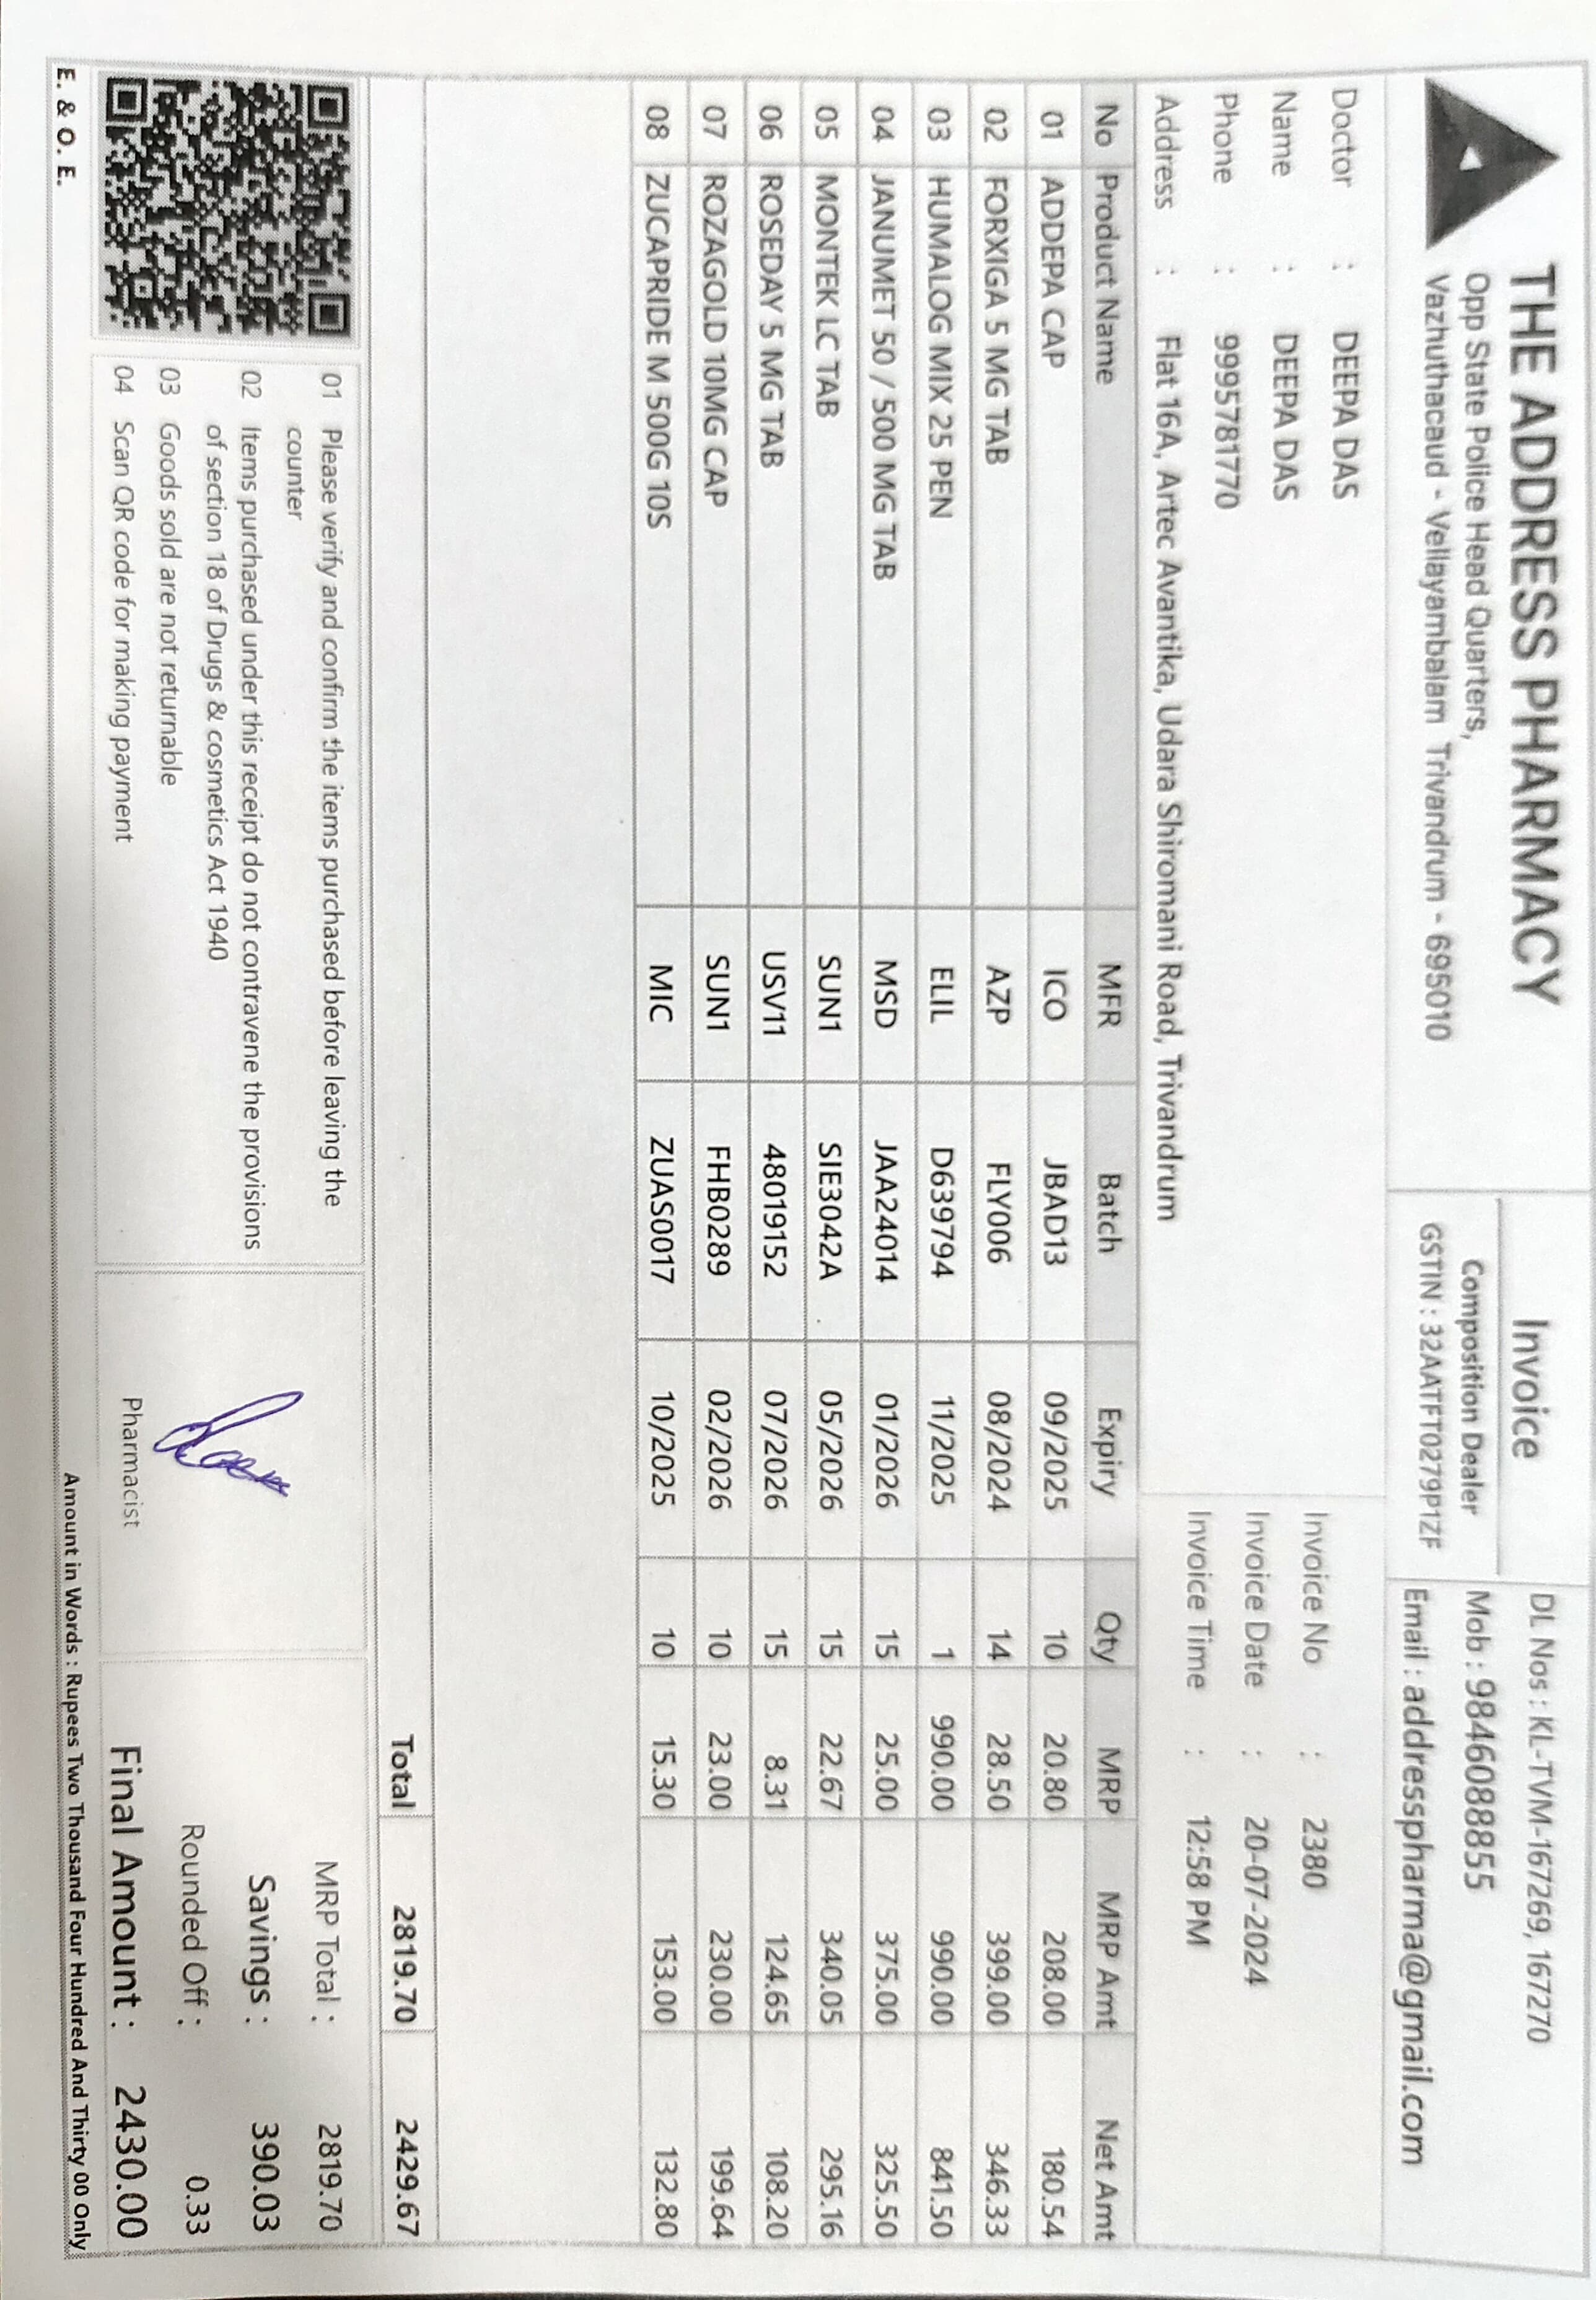 THE ADDRESS PHARMACY
Opp State Police Head Quarters,
Vazhuthacaud - Vellayambalam Trivandrum - 695010
Invoice
Composition Dealer
GSTIN : 32AATFT0279P1ZF
DL Nos : KL-TVM-167269, 167270
Mob : 9846088855
Email : addresspharma@gmail.com
Doctor : DEEPA DAS
Name : DEEPA DAS
Phone : 9995781770
Address : Flat 16A, Artec Avantika, Udara Shiromani Road, Trivandrum
Invoice No : 2380
Invoice Date : 20-07-2024
Invoice Time : 12:58 PM
No Product Name MFR Batch Expiry Qty MRP MRP Amt Net Amt
01 ADDEPA CAP ICO JBAD13 09/2025 10 20.80 208.00 180.54
02 FORXIGA 5 MG TAB AZP FLY006 08/2024 14 28.50 399.00 346.33
03 HUMALOG MIX 25 PEN ELIL D639794 11/2025 1 990.00 990.00 841.50
04 JANUMET 50 / 500 MG TAB MSD JAA24014 01/2026 15 25.00 375.00 325.50
05 MONTEK LC TAB SUN1 SIE3042A 05/2026 15 22.67 340.05 295.16
06 ROSEDAY 5 MG TAB USV11 48019152 07/2026 15 8.31 124.65 108.20
07 ROZAGOLD 10MG CAP SUN1 FHB0289 02/2026 10 23.00 230.00 199.64
08 ZUCAPRIDE M 500G 10S MIC ZUAS0017 10/2025 10 15.30 153.00 132.80
Total 2819.70 2429.67
01 Please verify and confirm the items purchased before leaving the
counter
02 Items purchased under this receipt do not contravene the provisions
of section 18 of Drugs & cosmetics Act 1940
03 Goods sold are not returnable
04 Scan QR code for making payment
Pharmacist
MRP Total : 2819.70
Savings : 390.03
Rounded Off : 0.33
Final Amount : 2430.00
E. & O. E.
Amount in Words : Rupees Two Thousand Four Hundred And Thirty 00 Only